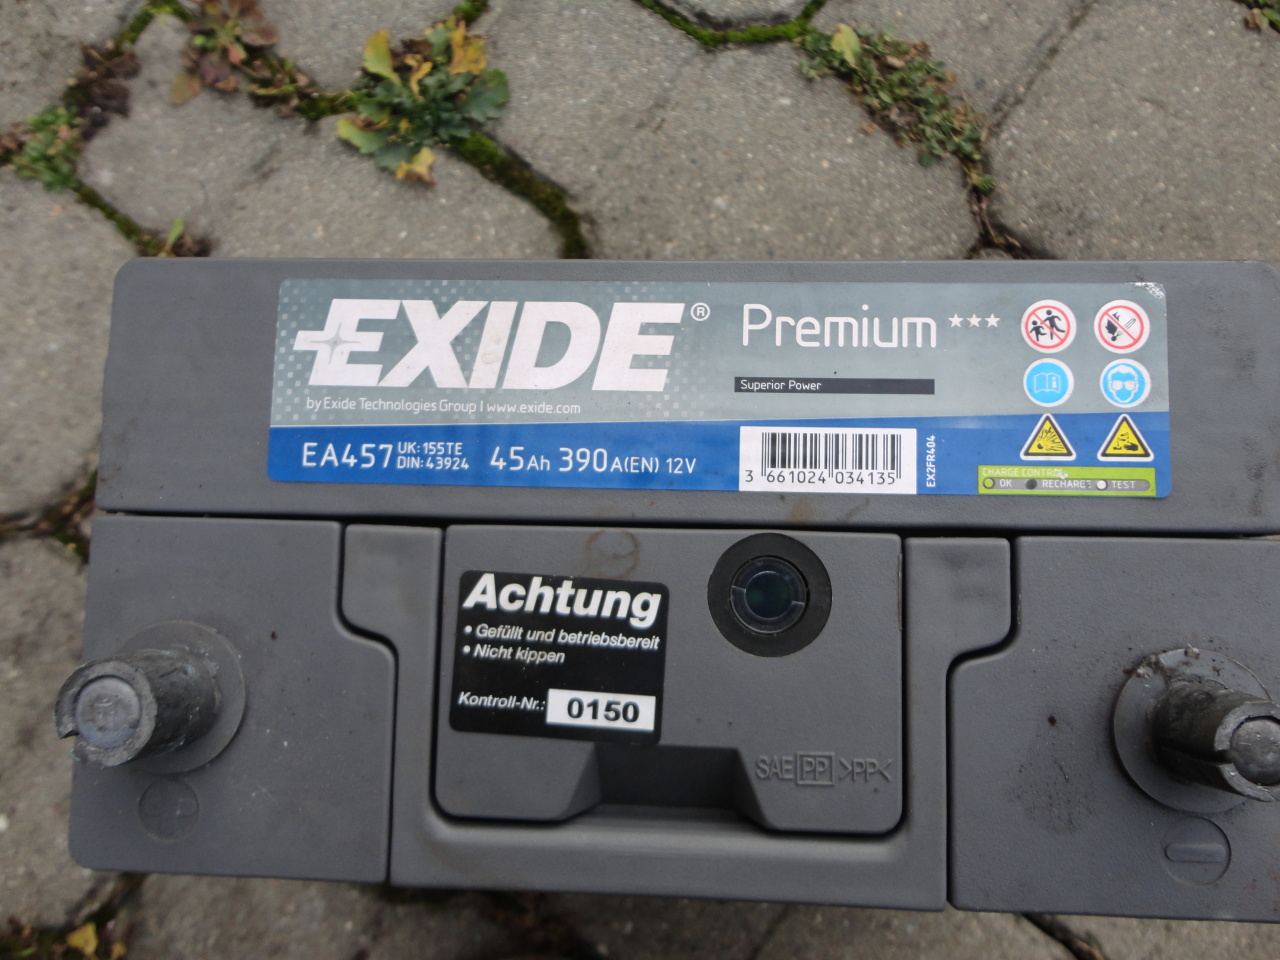 EXIDE®
Premium ★★★
Superior Power
by Exide Technologies Group | www.exide.com
EA457 UK: 155TE
DIN: 43924
45Ah 390A(EN) 12V
3 661024 034135
EX2FR404
CHARGE CONTROL
OK RECHARGE TEST
Achtung
• Gefüllt und betriebsbereit
• Nicht kippen
Kontroll-Nr.: 0150
SAE PP >PP<
+
−